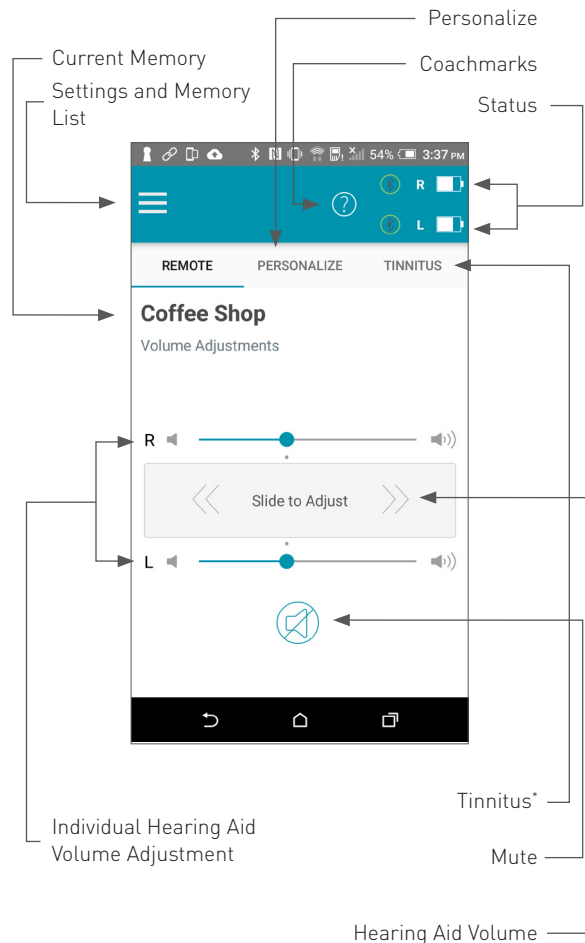 Personalize
Current Memory
Coachmarks
Settings and Memory
List
Status
54% 3:37 PM
R
?
L
REMOTE PERSONALIZE TINNITUS
Coffee Shop
Volume Adjustments
R
Slide to Adjust
L
Tinnitus*
Individual Hearing Aid
Volume Adjustment
Mute
Hearing Aid Volume